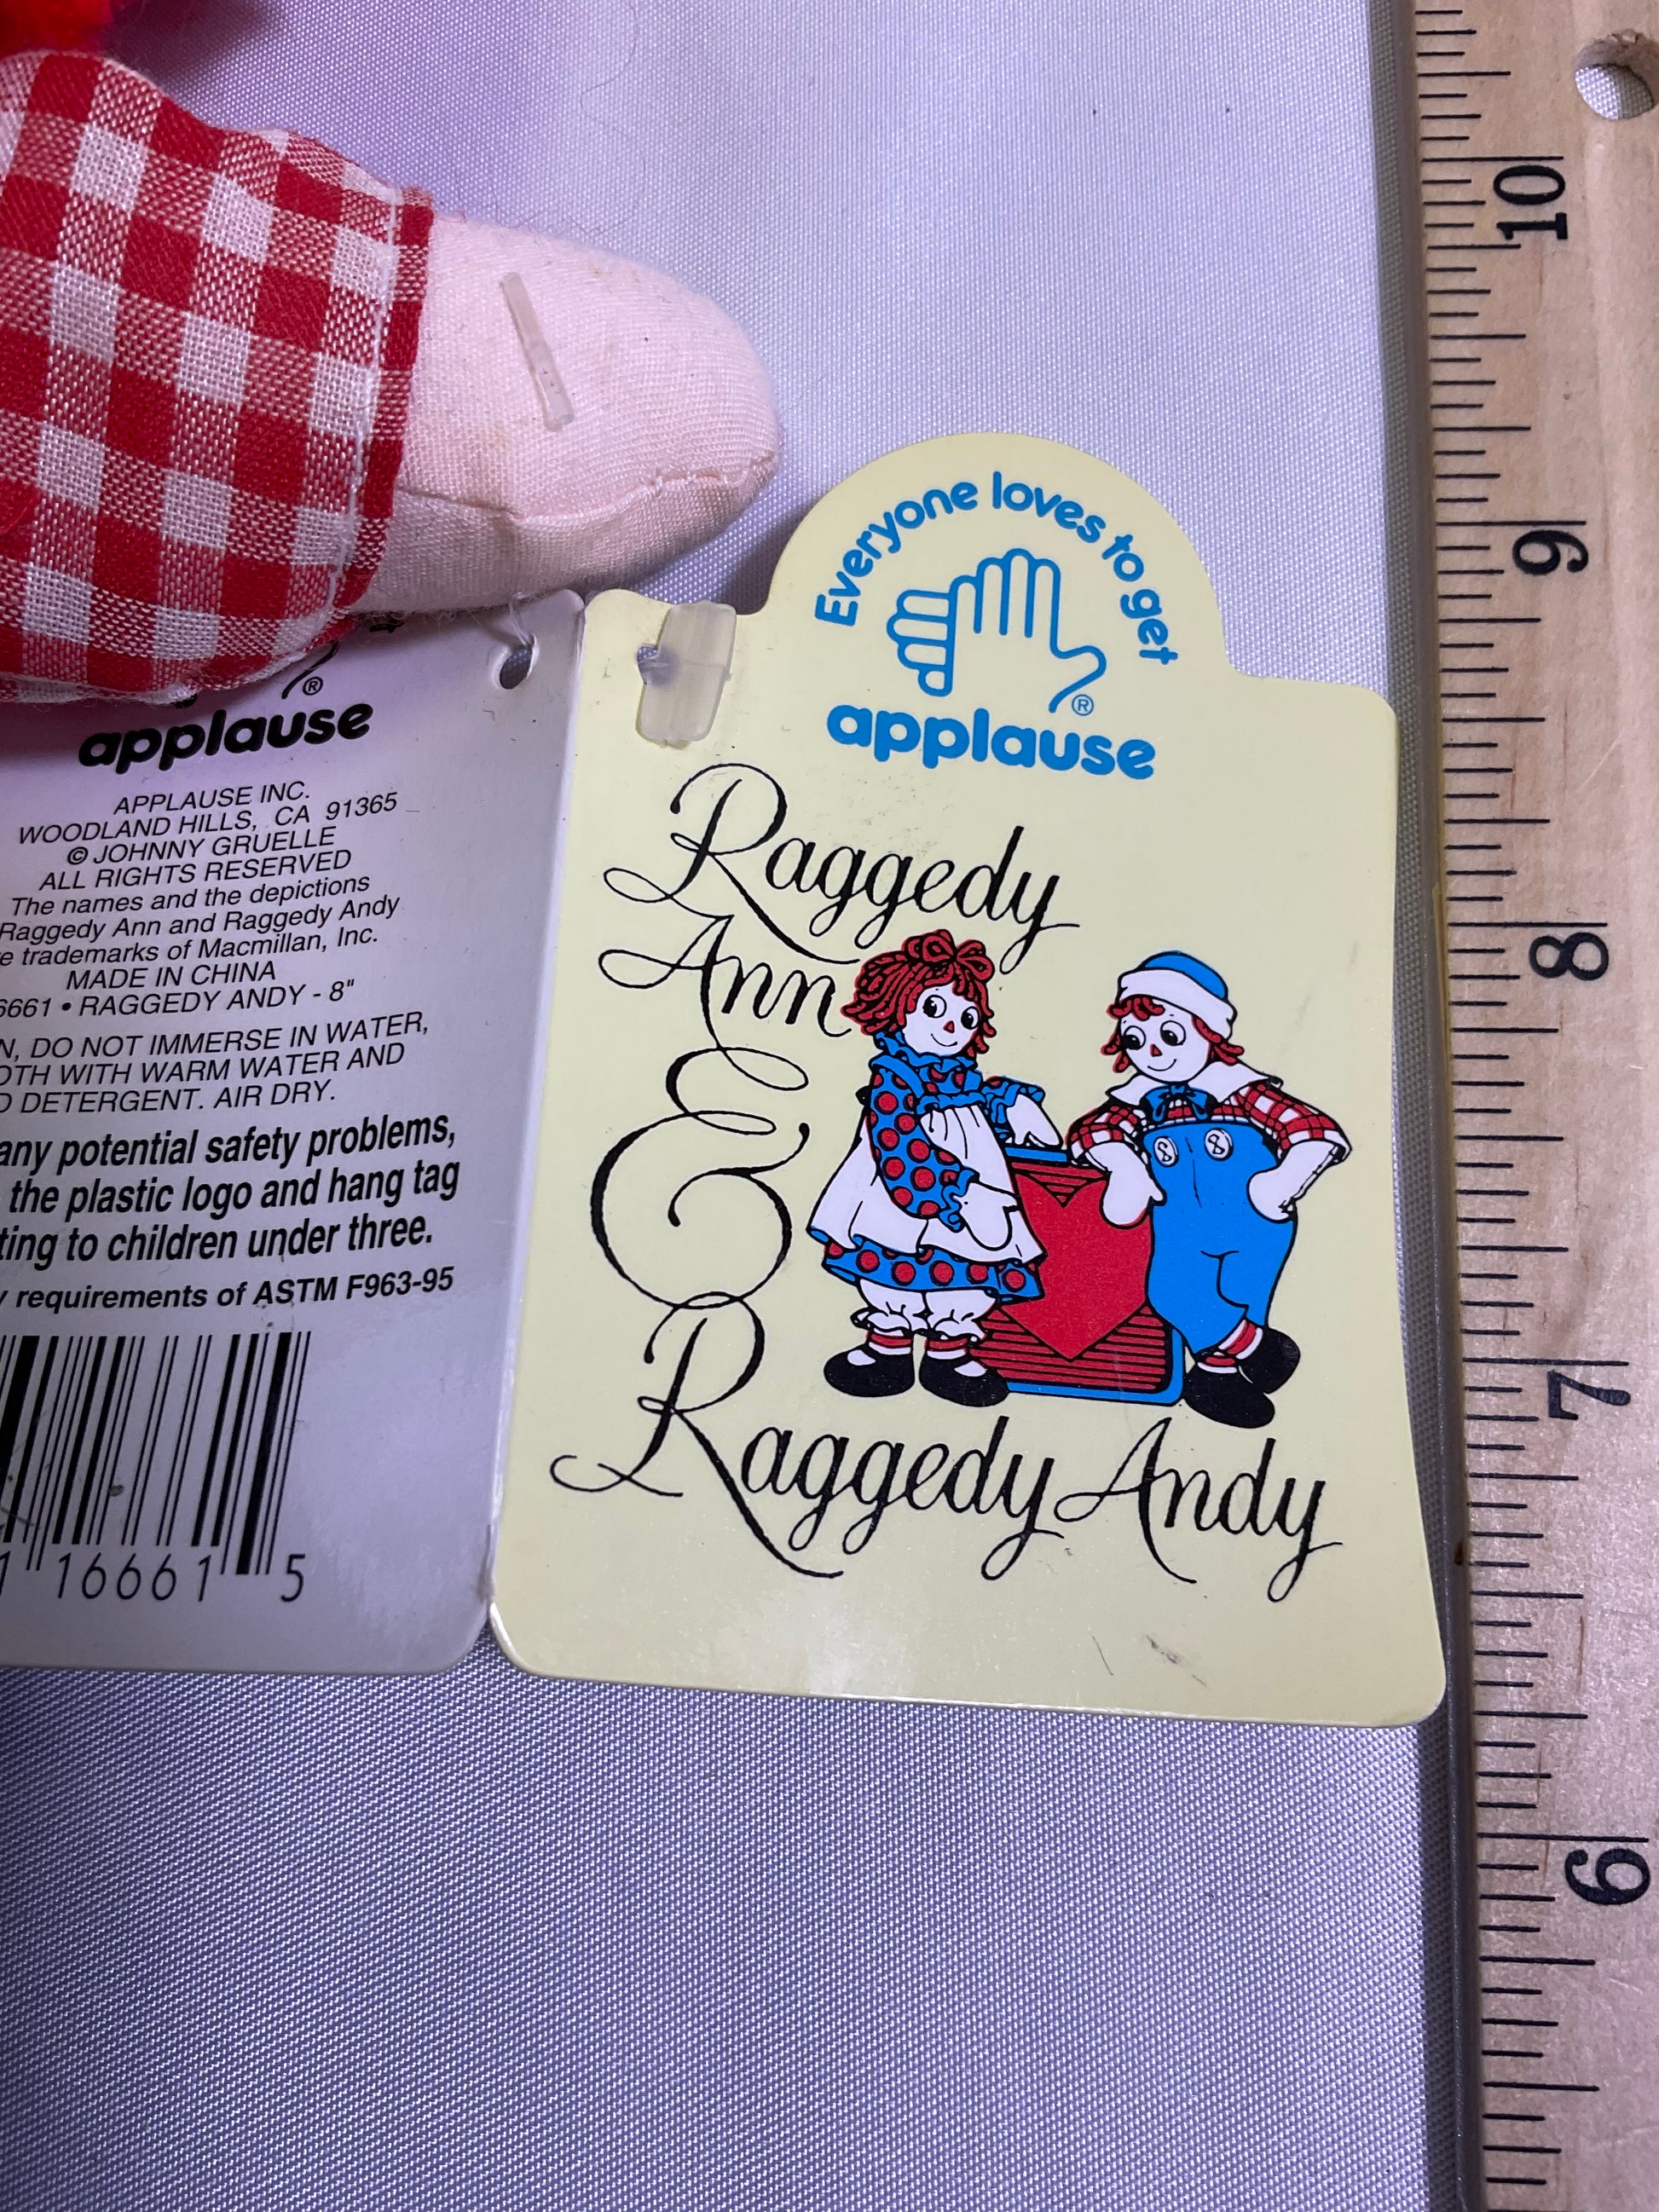 applause
®
APPLAUSE INC.
WOODLAND HILLS, CA 91365
© JOHNNY GRUELLE
ALL RIGHTS RESERVED
The names and the depictions
Raggedy Ann and Raggedy Andy
trademarks of Macmillan, Inc.
MADE IN CHINA
6661 • RAGGEDY ANDY - 8"
DO NOT IMMERSE IN WATER,
WITH WARM WATER AND
DETERGENT. AIR DRY.
any potential safety problems,
the plastic logo and hang tag
to children under three.
requirements of ASTM F963-95
16661 5
Everyone loves to get
®
applause
Raggedy
Ann
&
Raggedy Andy
10
9
8
7
6